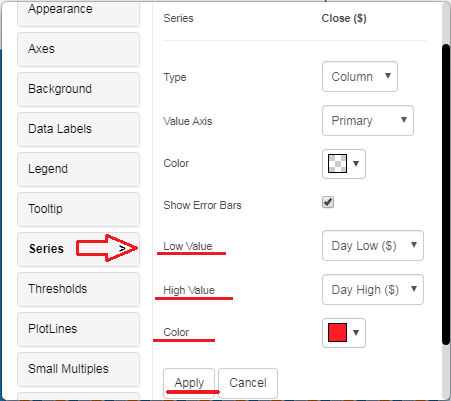 Appearance
Axes
Background
Data Labels
Legend
Tooltip
Series >
Thresholds
PlotLines
Small Multiples
Series Close ($)
Type Column
Value Axis Primary
Color
Show Error Bars
Low Value Day Low ($)
High Value Day High ($)
Color
Apply Cancel